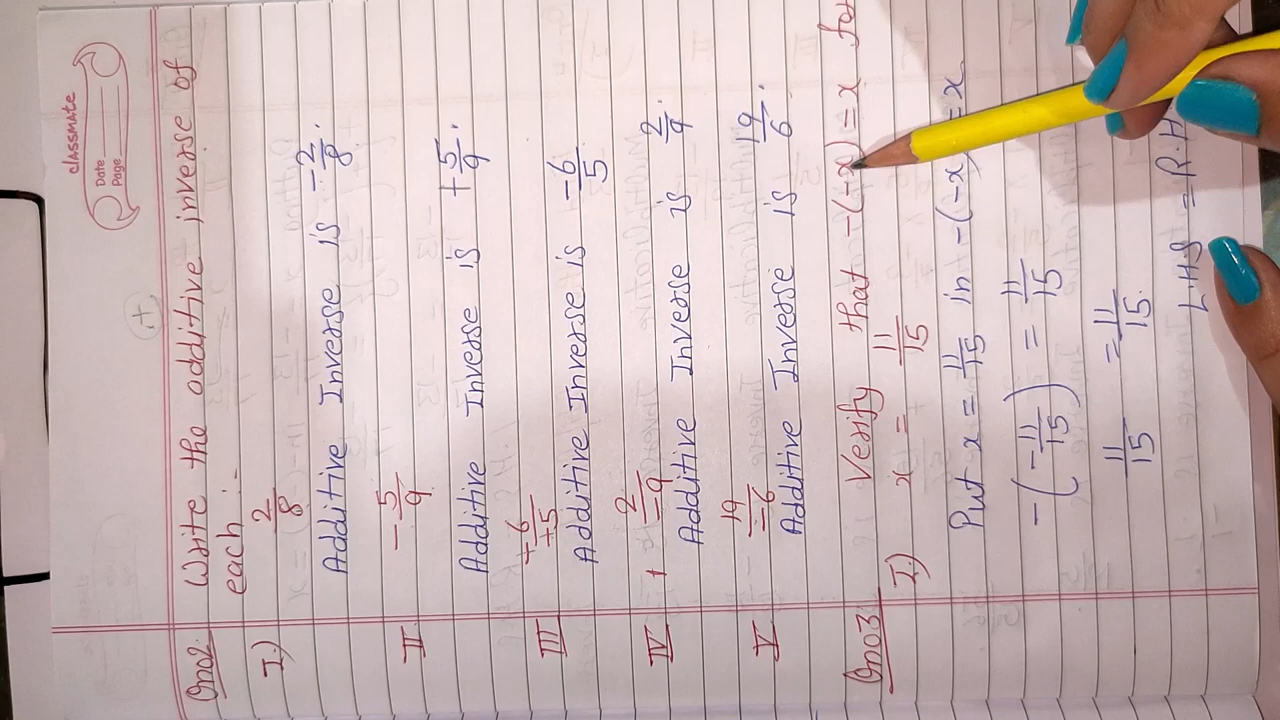 classmate
Date
Page
Qno2. Write the additive inverse of
each :-
I.) 2/8
Additive Inverse is -2/8.
II -5/9
Additive Inverse is +5/9.
III +6/+5
Additive Inverse is -6/5
IV + 2/-9
Additive Inverse is 2/9.
V 19/-6
Additive Inverse is 19/6.
Qno3. Verify that -(-x) = x for
I) x = 11/15
Put x = 11/15 in -(-x) = x
-(-11/15) = 11/15
11/15 = 11/15.
LHS = R.H